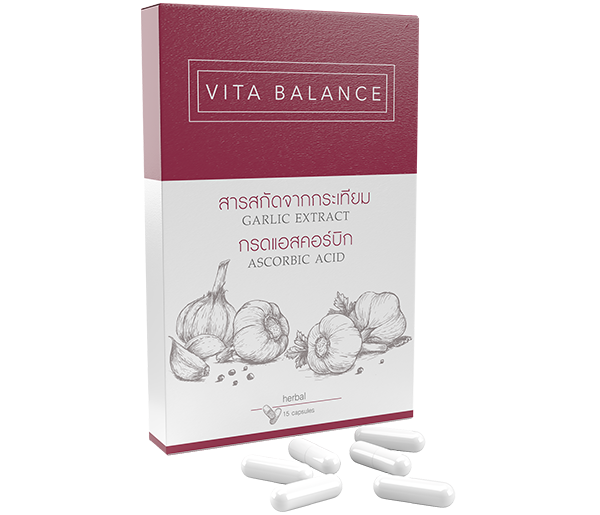 VITA BALANCE
สารสกัดจากกระเทียม
GARLIC EXTRACT
กรดแอสคอร์บิก
ASCORBIC ACID
herbal
15 capsules